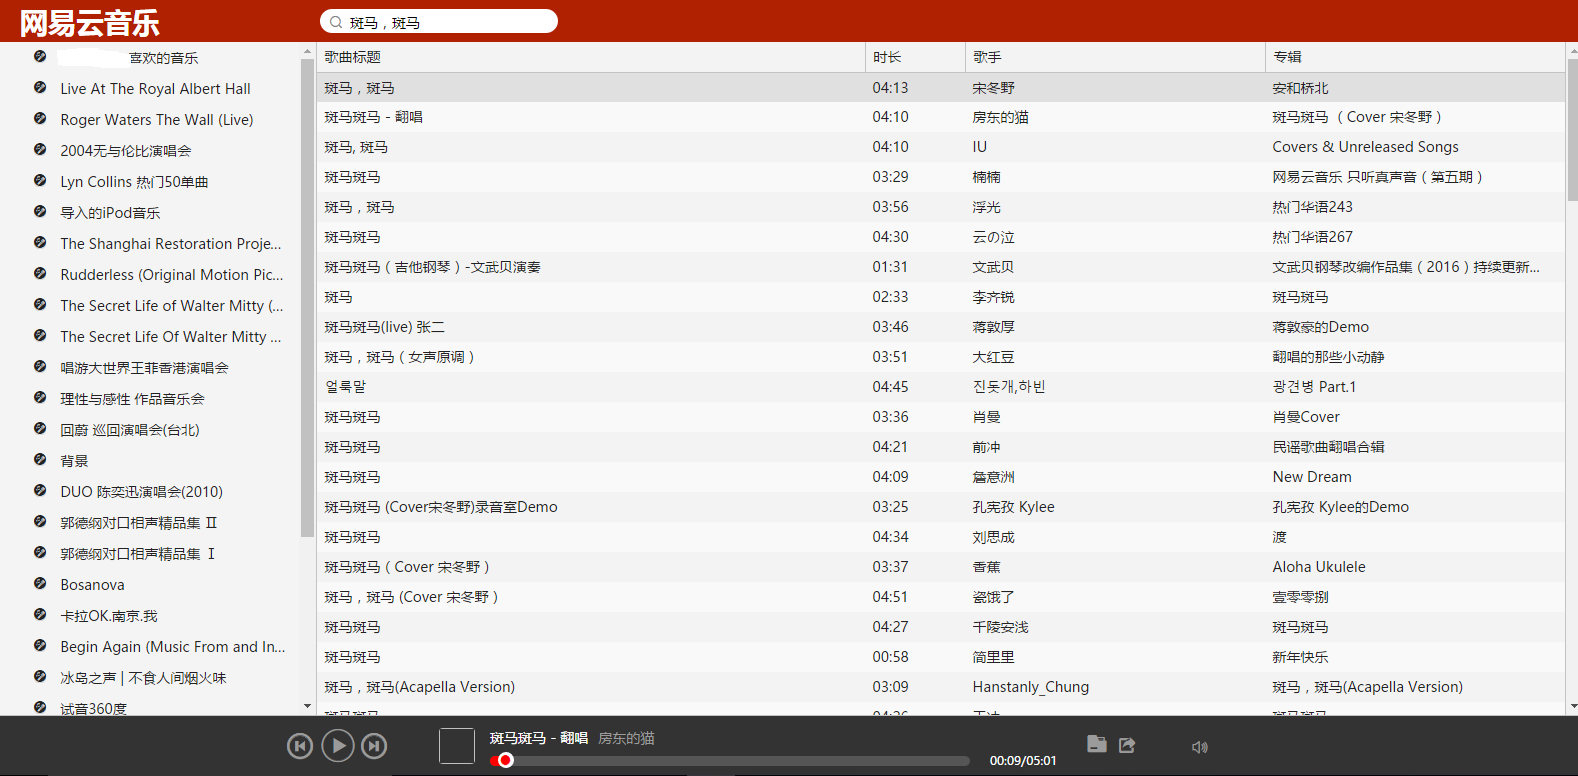 网易云音乐
斑马，斑马
喜欢的音乐
Live At The Royal Albert Hall
Roger Waters The Wall (Live)
2004无与伦比演唱会
Lyn Collins 热门50单曲
导入的iPod音乐
The Shanghai Restoration Proje...
Rudderless (Original Motion Pic...
The Secret Life of Walter Mitty (...
The Secret Life Of Walter Mitty ...
唱游大世界王菲香港演唱会
理性与感性 作品音乐会
回蔚 巡回演唱会(台北)
背景
DUO 陈奕迅演唱会(2010)
郭德纲对口相声精品集 Ⅱ
郭德纲对口相声精品集 Ⅰ
Bosanova
卡拉OK.南京.我
Begin Again (Music From and In...
冰岛之声 | 不食人间烟火味
试音360度
歌曲标题 时长 歌手 专辑
斑马，斑马 04:13 宋冬野 安和桥北
斑马斑马 - 翻唱 04:10 房东的猫 斑马斑马 （Cover 宋冬野）
斑马, 斑马 04:10 IU Covers & Unreleased Songs
斑马斑马 03:29 楠楠 网易云音乐 只听真声音（第五期）
斑马，斑马 03:56 浮光 热门华语243
斑马斑马 04:30 云の泣 热门华语267
斑马斑马（吉他钢琴）-文武贝演奏 01:31 文武贝 文武贝钢琴改编作品集（2016）持续更新...
斑马 02:33 李齐锐 斑马斑马
斑马斑马(live) 张二 03:46 蒋敦厚 蒋敦豪的Demo
斑马，斑马（女声原调） 03:51 大红豆 翻唱的那些小动静
얼룩말 04:45 진돗개,하빈 광견병 Part.1
斑马斑马 03:36 肖曼 肖曼Cover
斑马斑马 04:21 前冲 民谣歌曲翻唱合辑
斑马斑马 04:09 詹意洲 New Dream
斑马斑马 (Cover宋冬野)录音室Demo 03:25 孔宪孜 Kylee 孔宪孜 Kylee的Demo
斑马斑马 04:34 刘思成 渡
斑马斑马（Cover 宋冬野） 03:37 香蕉 Aloha Ukulele
斑马，斑马 (Cover 宋冬野） 04:51 瓷饿了 壹零零捌
斑马斑马 04:27 千陵安浅 斑马斑马
斑马斑马 00:58 简里里 新年快乐
斑马，斑马(Acapella Version) 03:09 Hanstanly_Chung 斑马，斑马(Acapella Version)
斑马斑马 - 翻唱 房东的猫
00:09/05:01